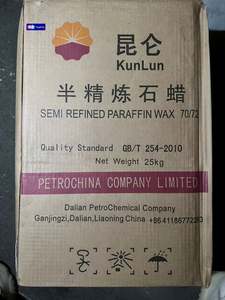 昆仑
KunLun
半精炼石蜡
SEMI REFINED PARAFFIN WAX 70/72
Quality Standard GB/T 254-2010
Net Weight 25kg
PETROCHINA COMPANY LIMITED
Dalian PetroChemical Company
Ganjingzi,Dalian,Liaoning China